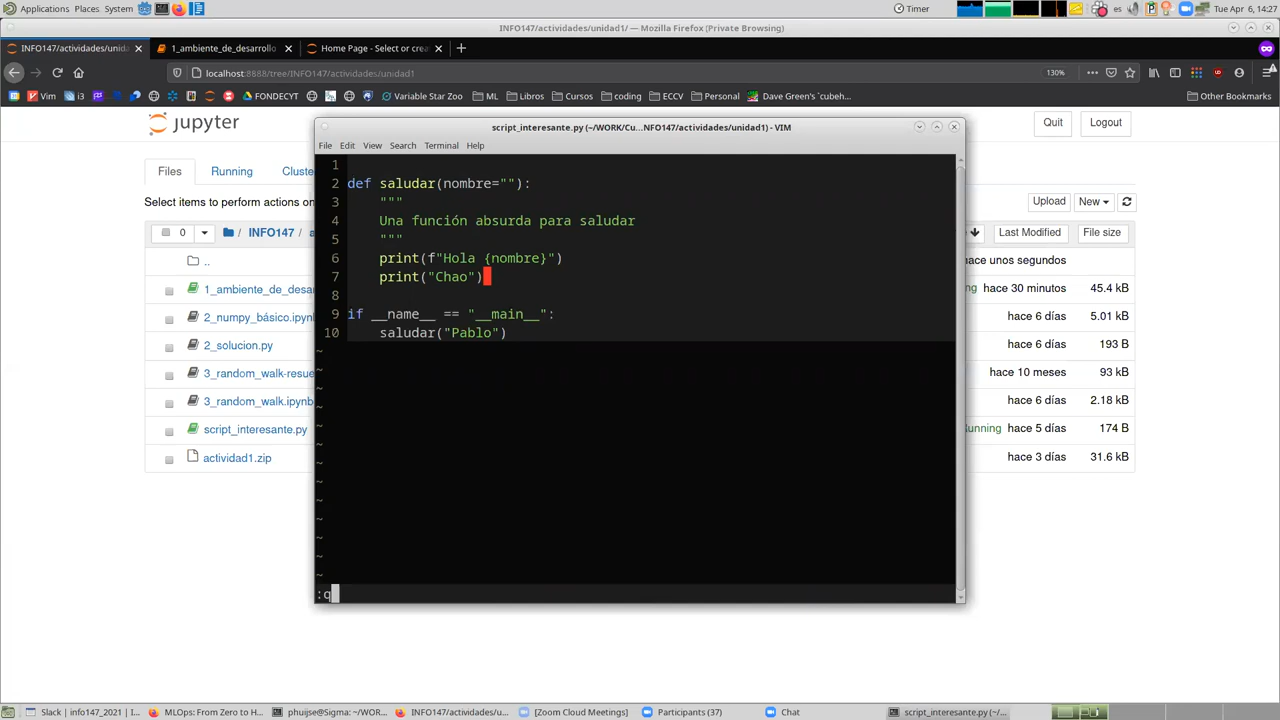 Applications Places System
Timer
es
Tue Apr 6, 14:27
INFO147/actividades/unidad1/ — Mozilla Firefox (Private Browsing)
INFO147/actividades/unida
1_ambiente_de_desarrollo
Home Page - Select or crea
localhost:8888/tree/INFO147/actividades/unidad1
130%
Vim
i3
FONDECYT
Variable Star Zoo
ML
Libros
Cursos
coding
ECCV
Personal
Dave Green's 'cubeh...
Other Bookmarks
jupyter
Quit
Logout
Files
Running
Cluste
Select items to perform actions on
Upload
New
0
/ INFO147 / a
Last Modified
File size
..
hace unos segundos
1_ambiente_de_desar
ng hace 30 minutos 45.4 kB
2_numpy_básico.ipynb
hace 6 días 5.01 kB
2_solucion.py
hace 6 días 193 B
3_random_walk-resue
hace 10 meses 93 kB
3_random_walk.ipynb
hace 6 días 2.18 kB
script_interesante.py
unning hace 5 días 174 B
actividad1.zip
hace 3 días 31.6 kB
script_interesante.py (~/WORK/Cu...NFO147/actividades/unidad1) - VIM
File Edit View Search Terminal Help
1
2 def saludar(nombre=""):
3 """
4 Una función absurda para saludar
5 """
6 print(f"Hola {nombre}")
7 print("Chao")
8
9 if __name__ == "__main__":
10 saludar("Pablo")
~
~
~
~
~
~
~
~
~
~
~
~
~
:q
Slack | info147_2021 | I...
MLOps: From Zero to H...
phuijse@Sigma: ~/WOR...
INFO147/actividades/u...
[Zoom Cloud Meetings]
Participants (37)
Chat
script_interesante.py (~/...